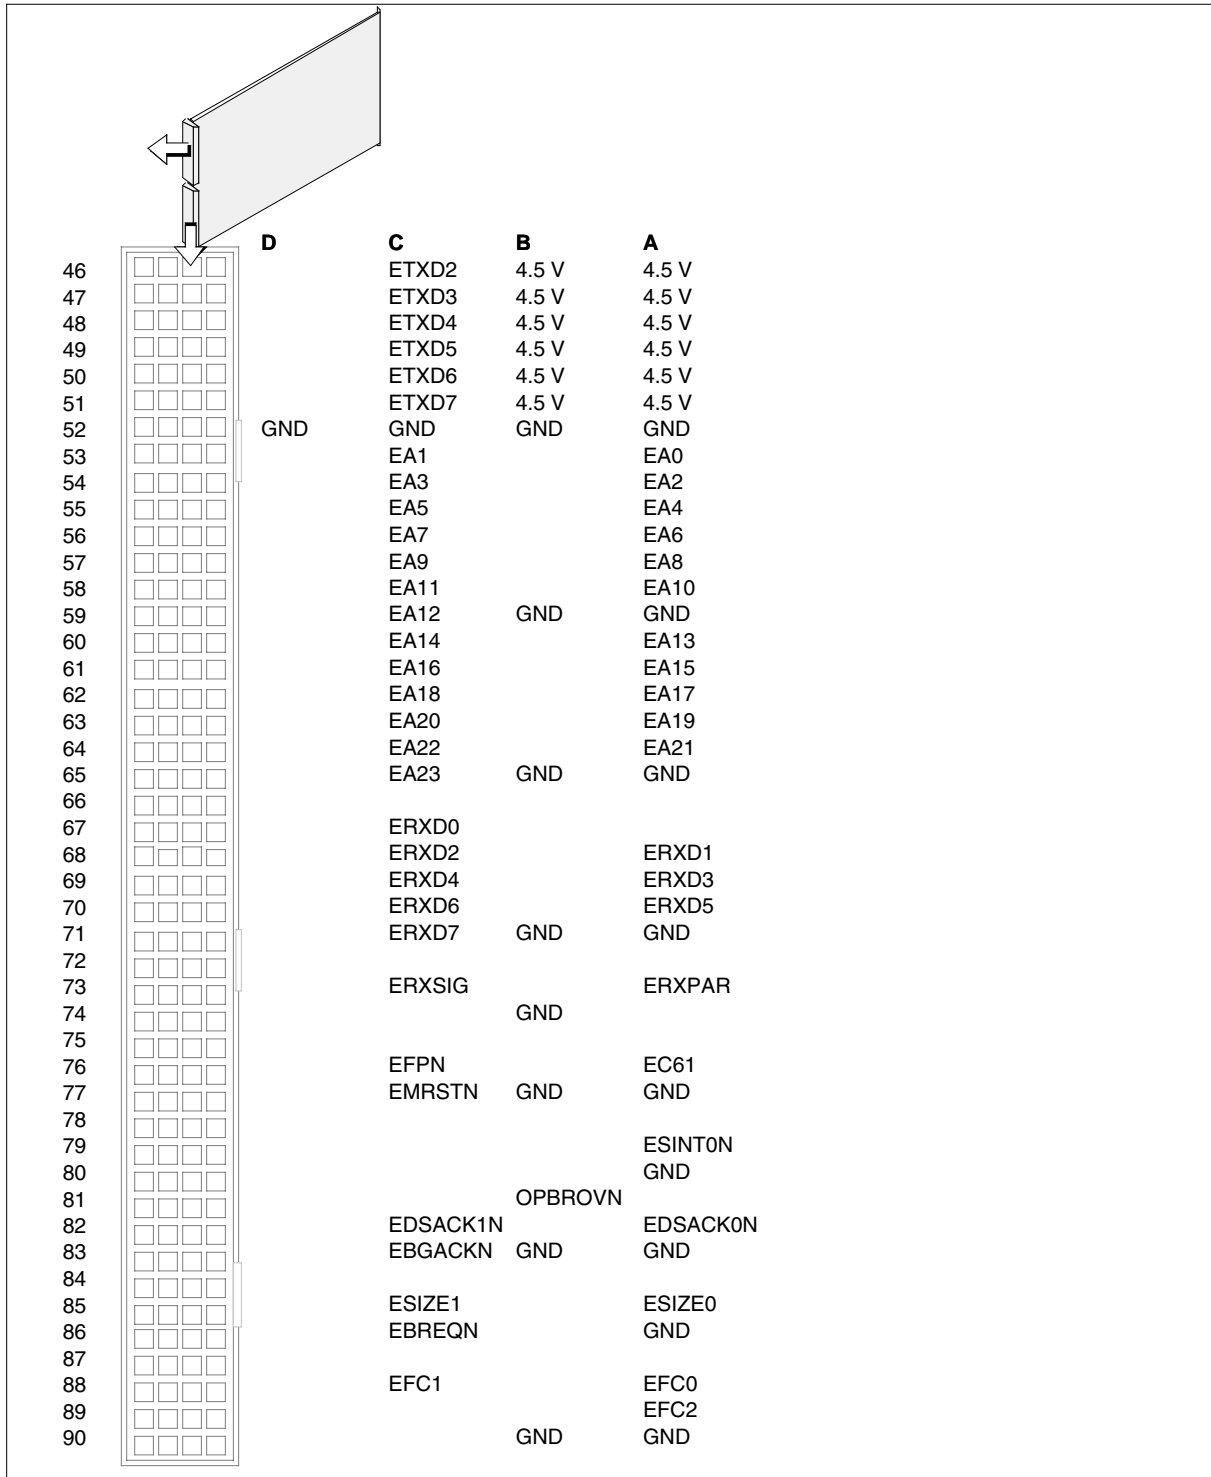 D C B A
46 ETXD2 4.5 V 4.5 V
47 ETXD3 4.5 V 4.5 V
48 ETXD4 4.5 V 4.5 V
49 ETXD5 4.5 V 4.5 V
50 ETXD6 4.5 V 4.5 V
51 ETXD7 4.5 V 4.5 V
52 GND GND GND GND
53 EA1 EA0
54 EA3 EA2
55 EA5 EA4
56 EA7 EA6
57 EA9 EA8
58 EA11 EA10
59 EA12 GND GND
60 EA14 EA13
61 EA16 EA15
62 EA18 EA17
63 EA20 EA19
64 EA22 EA21
65 EA23 GND GND
66
67 ERXD0
68 ERXD2 ERXD1
69 ERXD4 ERXD3
70 ERXD6 ERXD5
71 ERXD7 GND GND
72
73 ERXSIG ERXPAR
74 GND
75
76 EFPN EC61
77 EMRSTN GND GND
78
79 ESINT0N
80 GND
81 OPBROVN
82 EDSACK1N EDSACK0N
83 EBGACKN GND GND
84
85 ESIZE1 ESIZE0
86 EBREQN GND
87
88 EFC1 EFC0
89 EFC2
90 GND GND